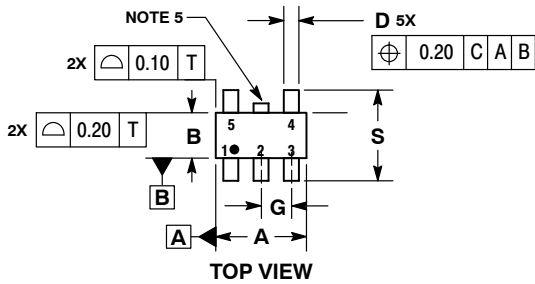 NOTE 5
D 5X
⌖ 0.20 C A B
2X ⌓ 0.10 T
2X ⌓ 0.20 T
5 4
B
S
1 2 3
B
G
A
A
TOP VIEW